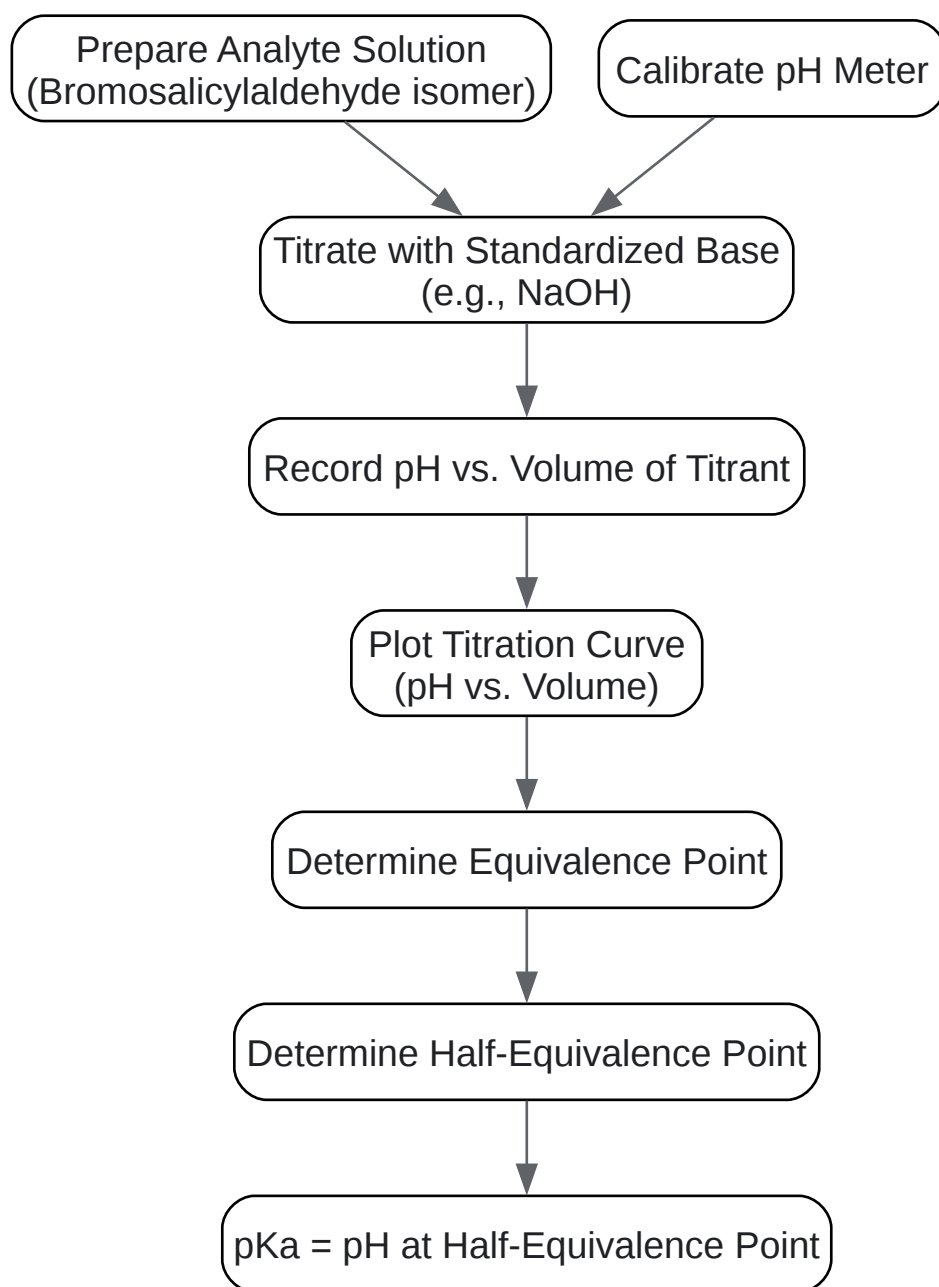 Prepare Analyte Solution
(Bromosalicylaldehyde isomer)
Calibrate pH Meter
Titrate with Standardized Base
(e.g., NaOH)
Record pH vs. Volume of Titrant
Plot Titration Curve
(pH vs. Volume)
Determine Equivalence Point
Determine Half-Equivalence Point
pKa = pH at Half-Equivalence Point